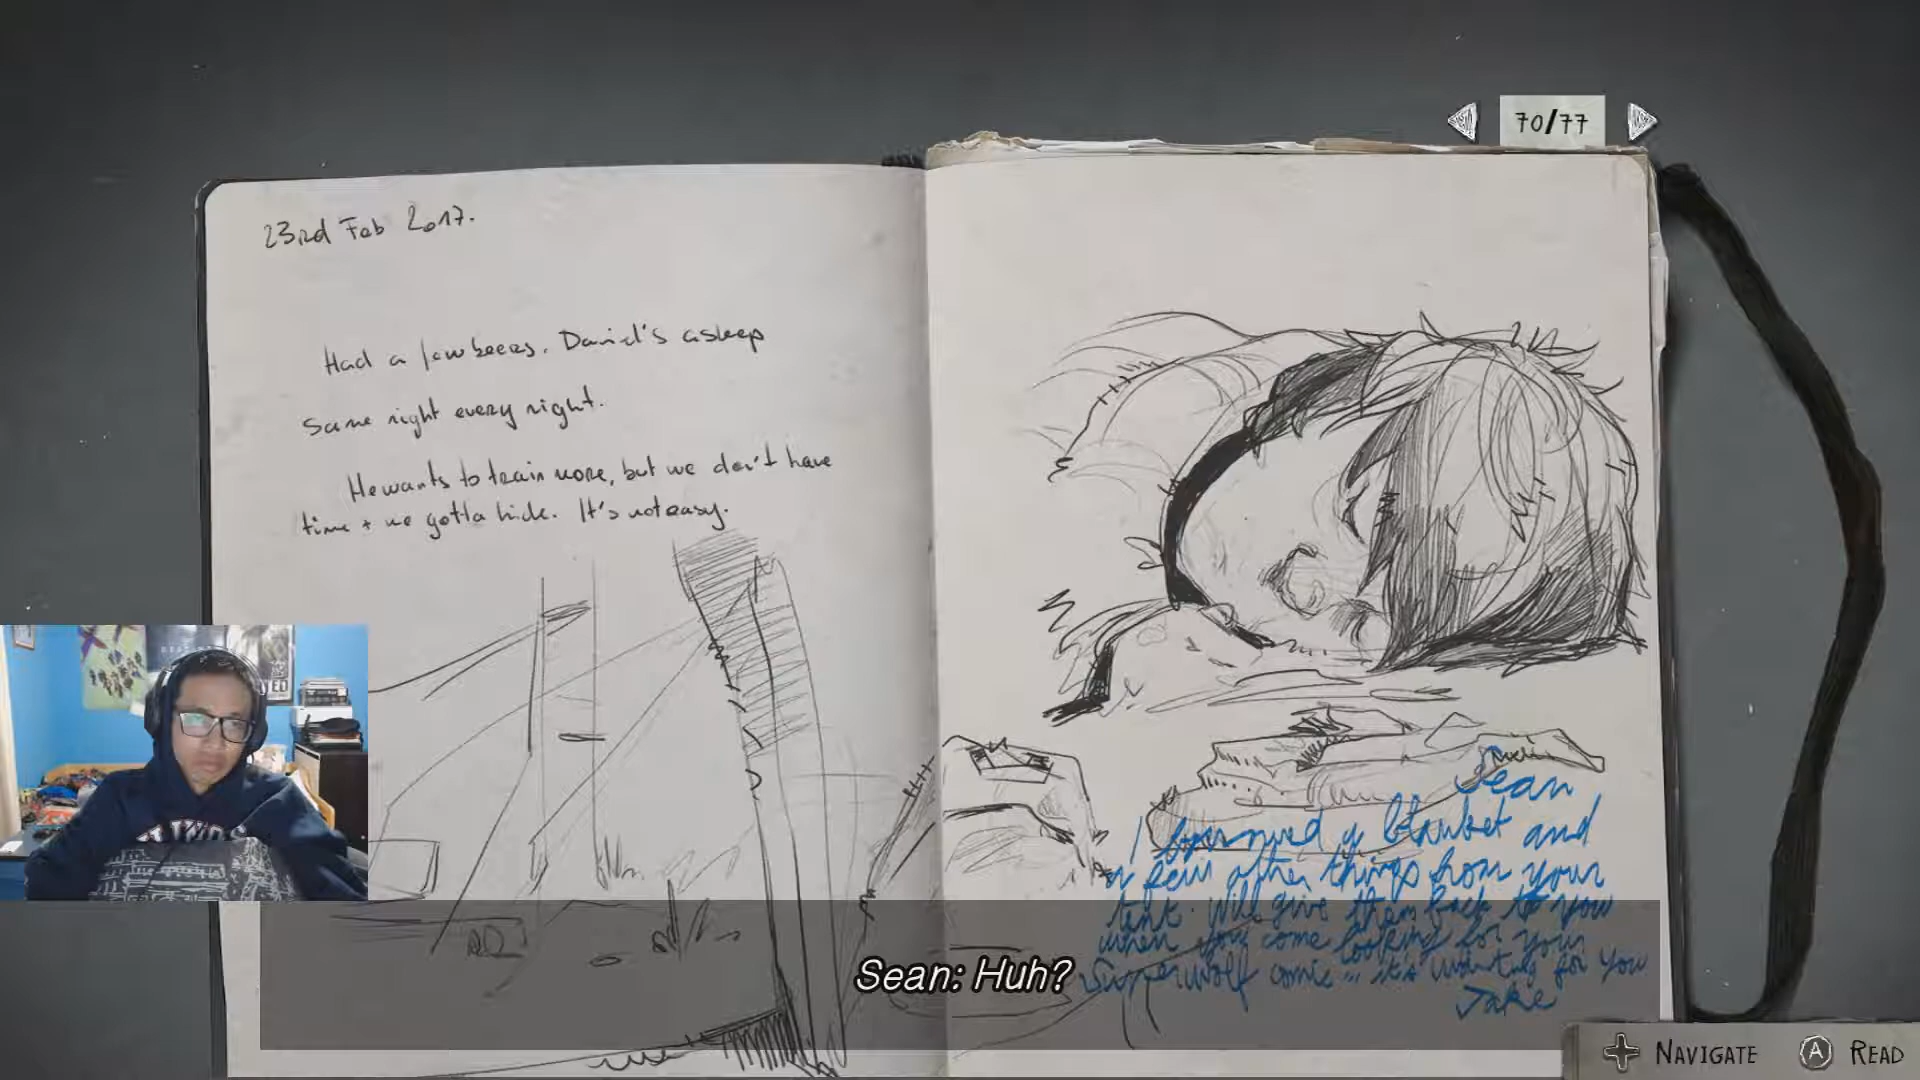 70/77
23rd Feb 2017.
Had a few beers. David's asleep
Same night every night.
He wants to train more, but we don't have
time + we gotta hide. It's not easy.
Sean
I borrowed a blanket and
a few other things from your
tent. Will give them back to you
when you come looking for your
Superwolf comic... it's waiting for you
Jake
Sean: Huh?
NAVIGATE
A READ